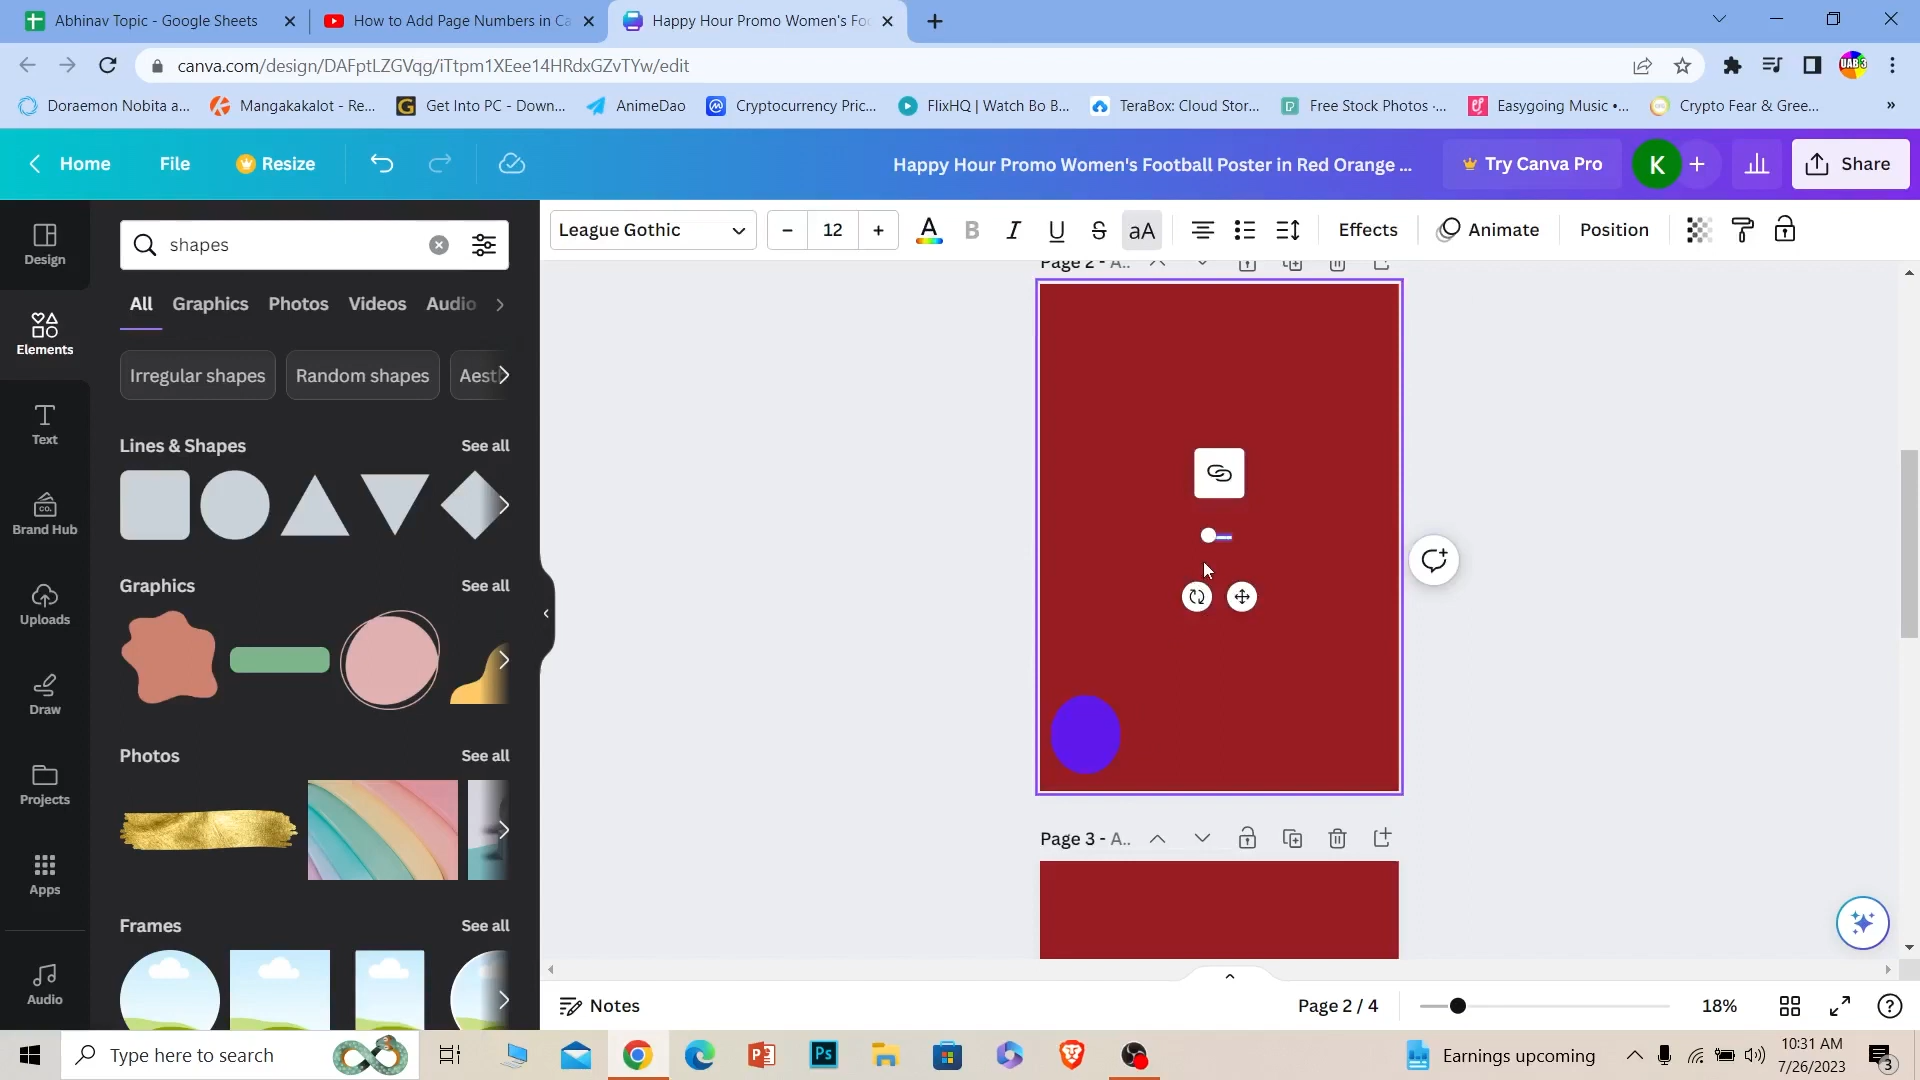 Abhinav Topic - Google Sheets
How to Add Page Numbers in Ca
Happy Hour Promo Women's Foo
canva.com/design/DAFptLZGVqg/iTtpm1XEee14HRdxGZvTYw/edit
UAB 3
Doraemon Nobita a...
Mangakakalot - Re...
Get Into PC - Down...
AnimeDao
Cryptocurrency Pric...
FlixHQ | Watch Bo B...
TeraBox: Cloud Stor...
Free Stock Photos ·...
Easygoing Music •...
Crypto Fear & Gree...
Home
File
Resize
Happy Hour Promo Women's Football Poster in Red Orange ...
Try Canva Pro
K
Share
Design
Elements
Text
Brand Hub
Uploads
Draw
Projects
Apps
Audio
shapes
All
Graphics
Photos
Videos
Audio
Irregular shapes
Random shapes
Aest
Lines & Shapes
See all
Graphics
See all
Photos
See all
Frames
See all
League Gothic
12
A
B
I
U
S
aA
Effects
Animate
Position
Page 2 - A..
Page 3 - A..
Notes
Page 2 / 4
18%
Type here to search
Earnings upcoming
10:31 AM
7/26/2023
3